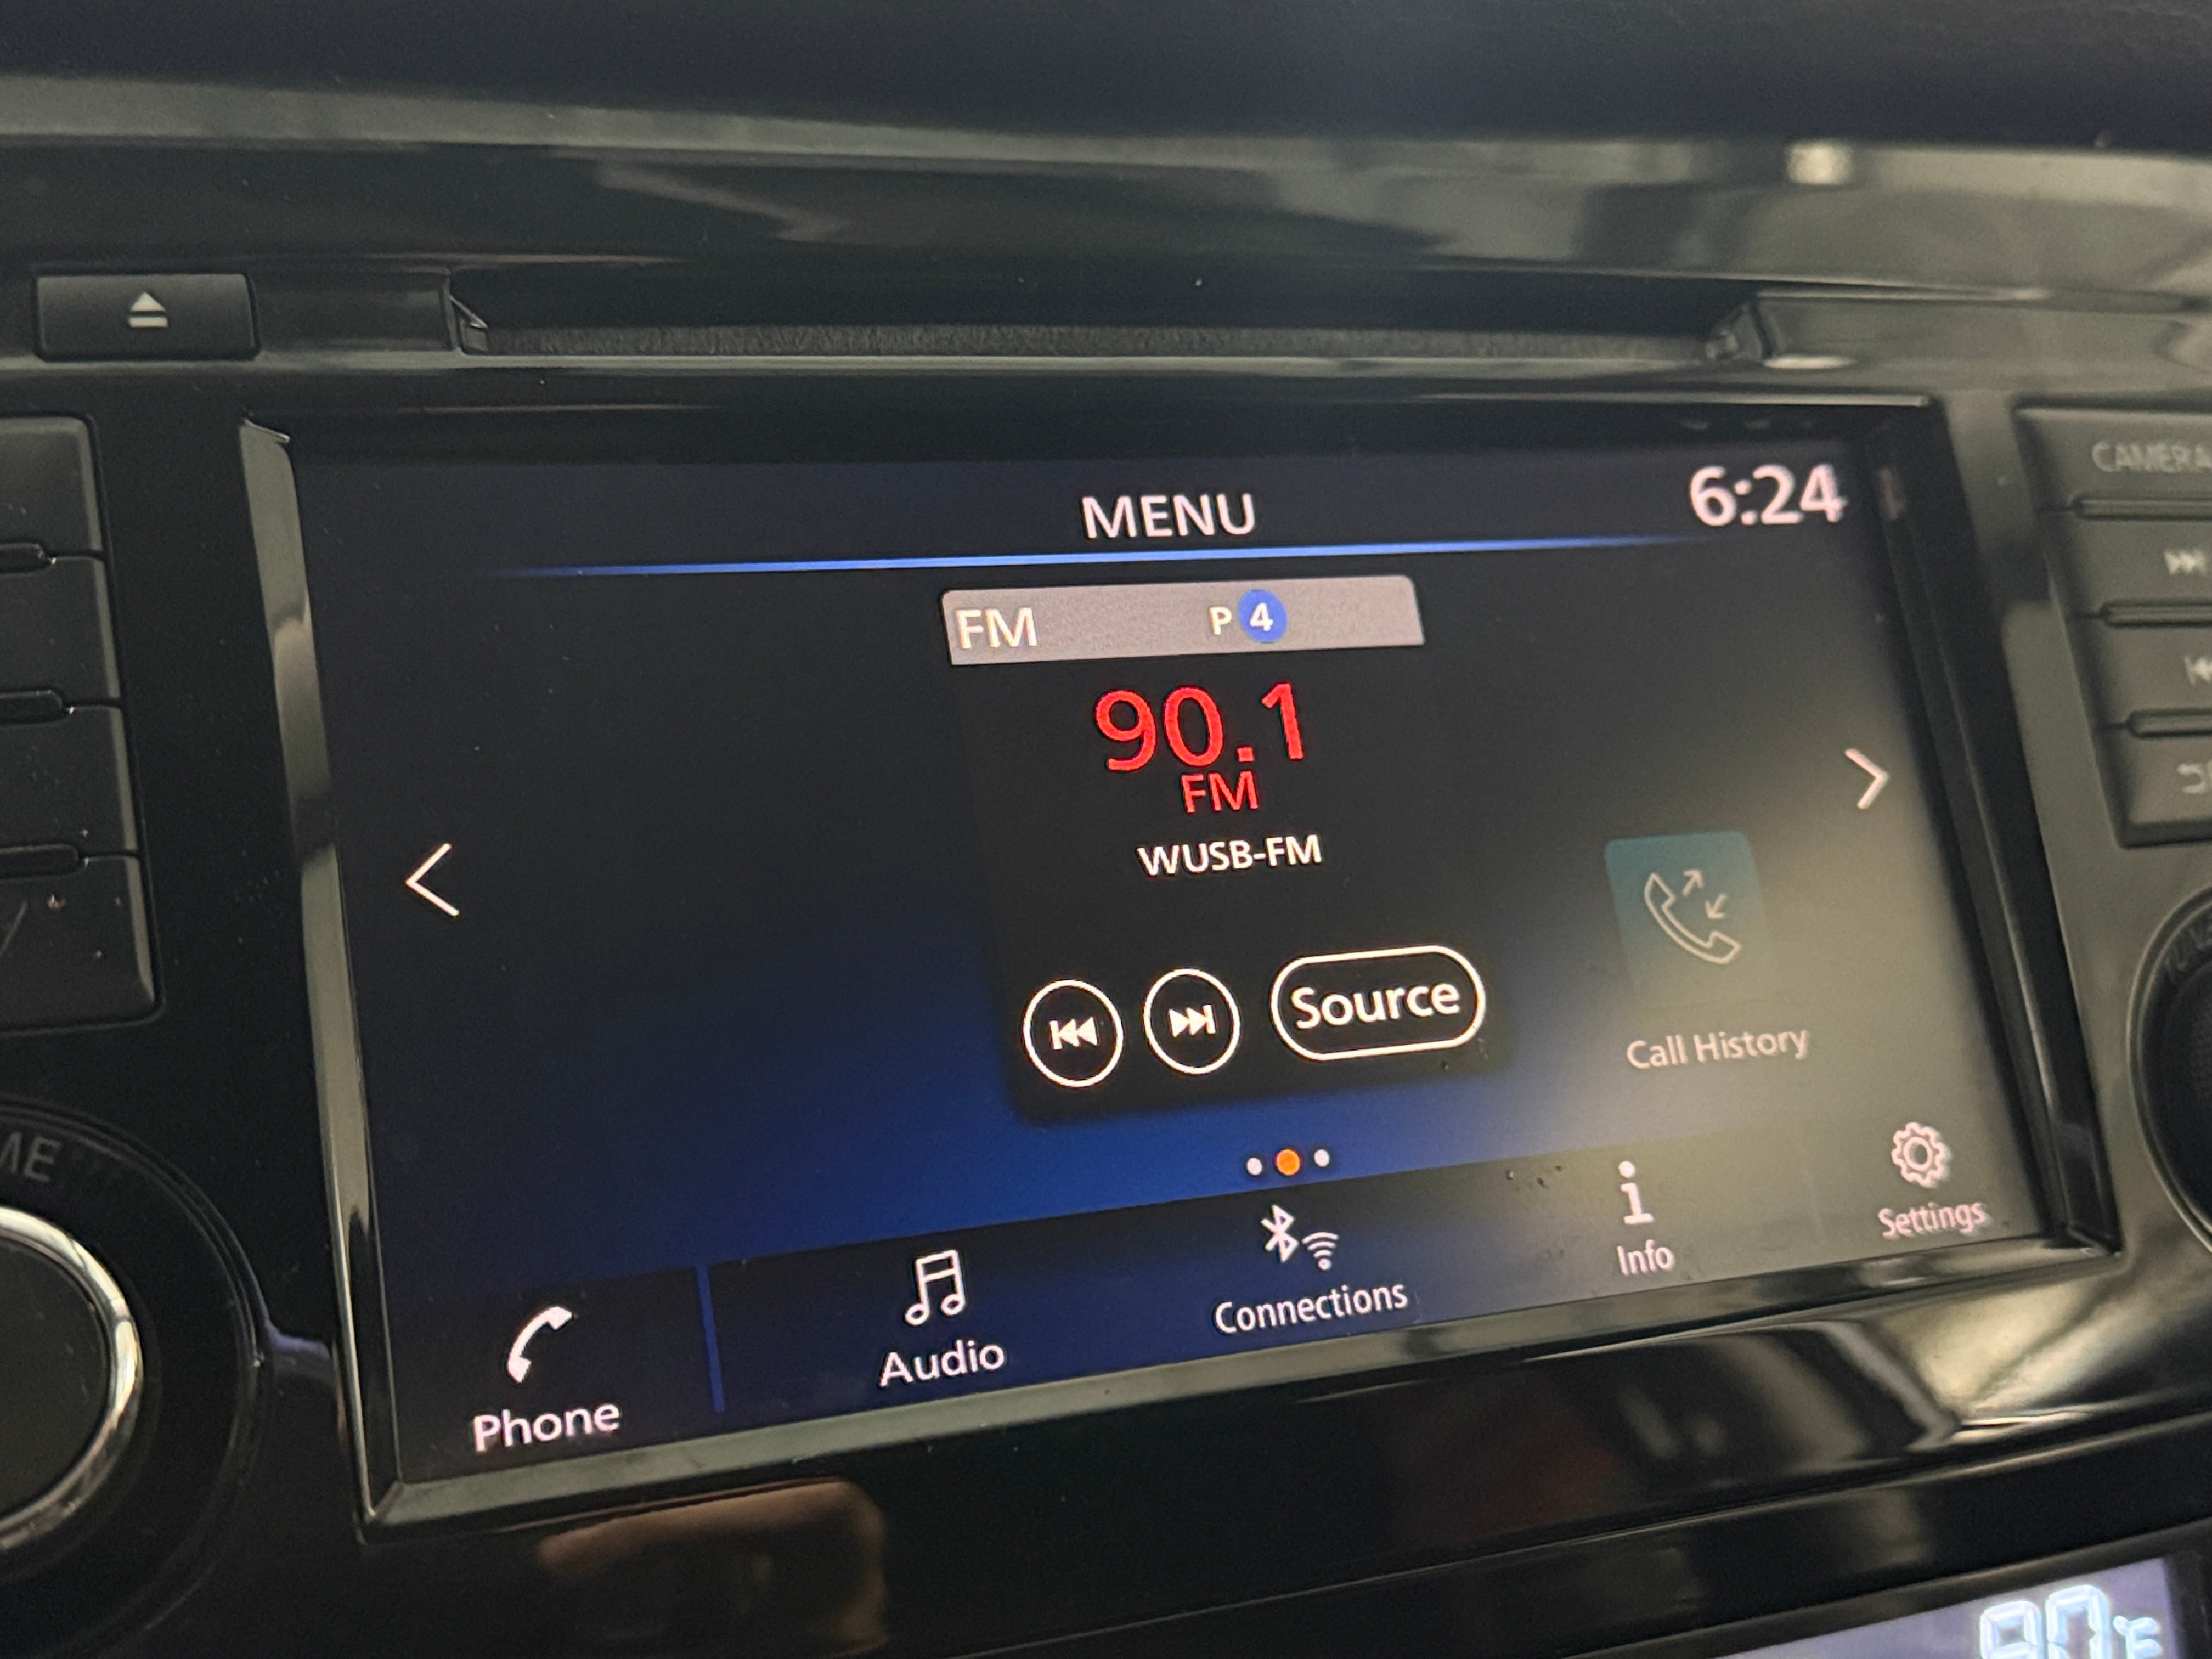 CAMERA
MENU
6:24
FM P 4
90.1
FM
WUSB-FM
Source
Call History
Phone
Audio
Connections
Info
Settings
90°F